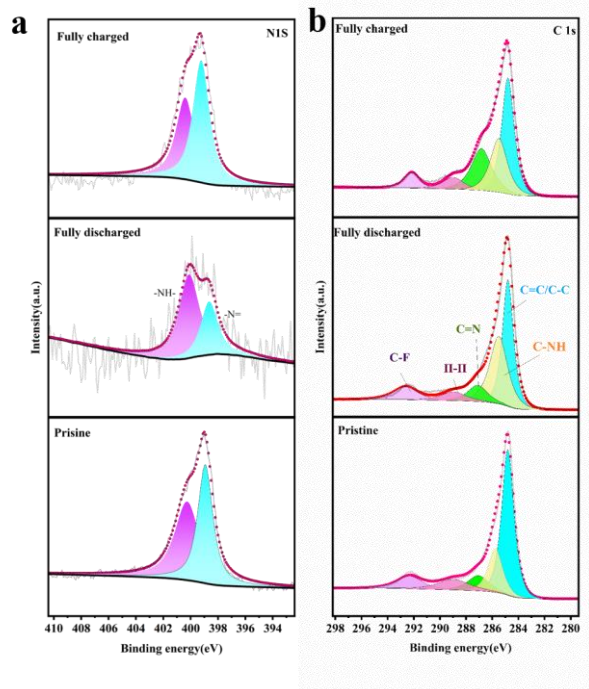 a
Fully charged
N1S
Fully discharged
-NH-
-N=
Prisine
Intensity(a.u.)
410 408 406 404 402 400 398 396 394
Binding energy(eV)
b
Fully charged
C 1s
Fully discharged
C=C/C-C
C=N
C-NH
C-F
Π-Π
Pristine
Intensity(a.u.)
298 296 294 292 290 288 286 284 282 280
Binding energy(eV)